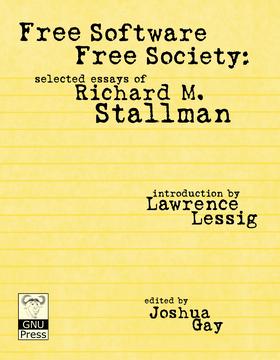 Free Software
Free Society:
selected essays of
Richard M.
Stallman
introduction by
Lawrence
Lessig
edited by
Joshua
Gay
GNU
Press